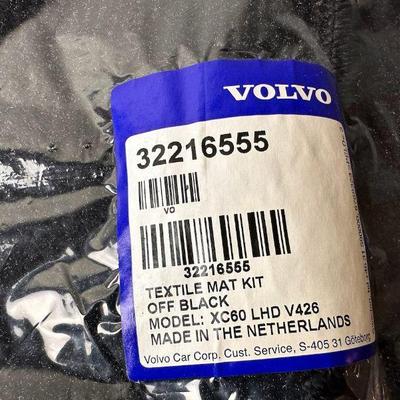 VOLVO
32216555
VO
32216555
TEXTILE MAT KIT
OFF BLACK
MODEL: XC60 LHD V426
MADE IN THE NETHERLANDS
Volvo Car Corp. Cust. Service, S-405 31 Göteborg